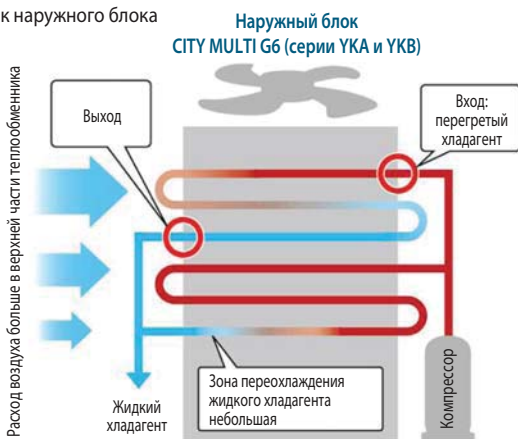 к наружного блока
Наружный блок
CITY MULTI G6 (серии YKA и YKB)
Расход воздуха больше в верхней части теплообменника
Выход
Вход:
перегретый
хладагент
Зона переохлаждения
жидкого хладагента
небольшая
Жидкий
хладагент
Компрессор